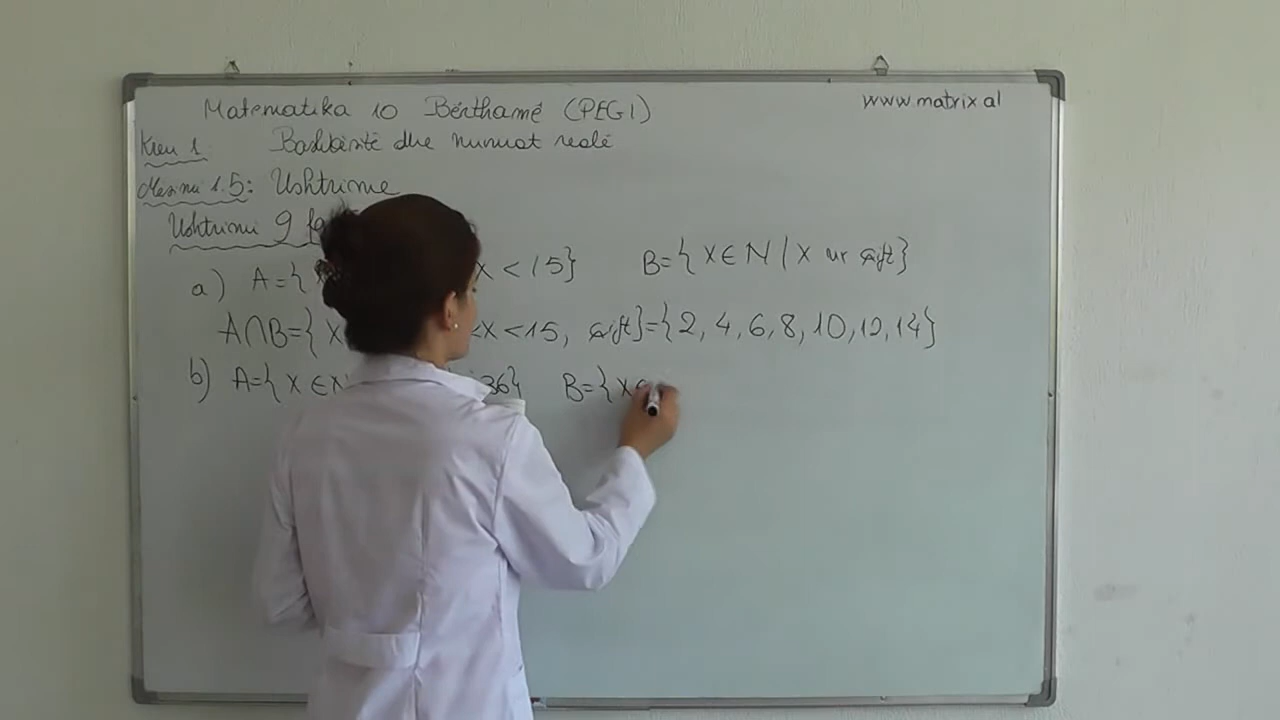 Matematika 10 Bërthamë (PEGI) www.matrix.al
Kreu 1 Bashkësitë dhe numrat realë
Mesimi 1.5: Ushtrime
Ushtrimi 9
a) A={ x < 15} B={ x ∈ N / x nr çift}
A∩B={ x <x <15, çift}={2, 4, 6, 8, 10, 12, 14}
b) A={ x ∈ 36} B={ x